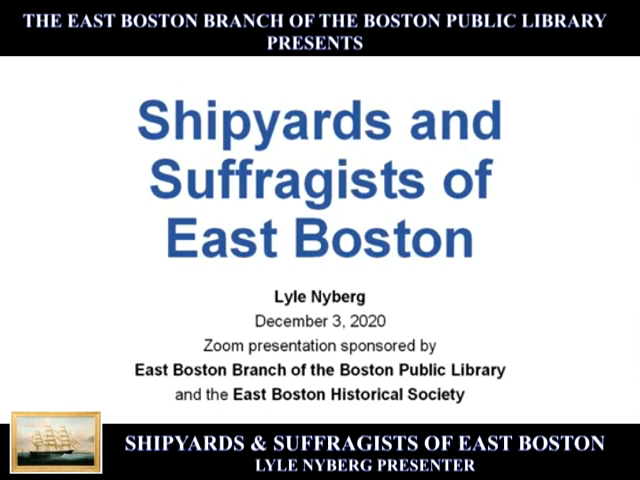 THE EAST BOSTON BRANCH OF THE BOSTON PUBLIC LIBRARY
PRESENTS
Shipyards and
Suffragists of
East Boston
Lyle Nyberg
December 3, 2020
Zoom presentation sponsored by
East Boston Branch of the Boston Public Library
and the East Boston Historical Society
SHIPYARDS & SUFFRAGISTS OF EAST BOSTON
LYLE NYBERG PRESENTER